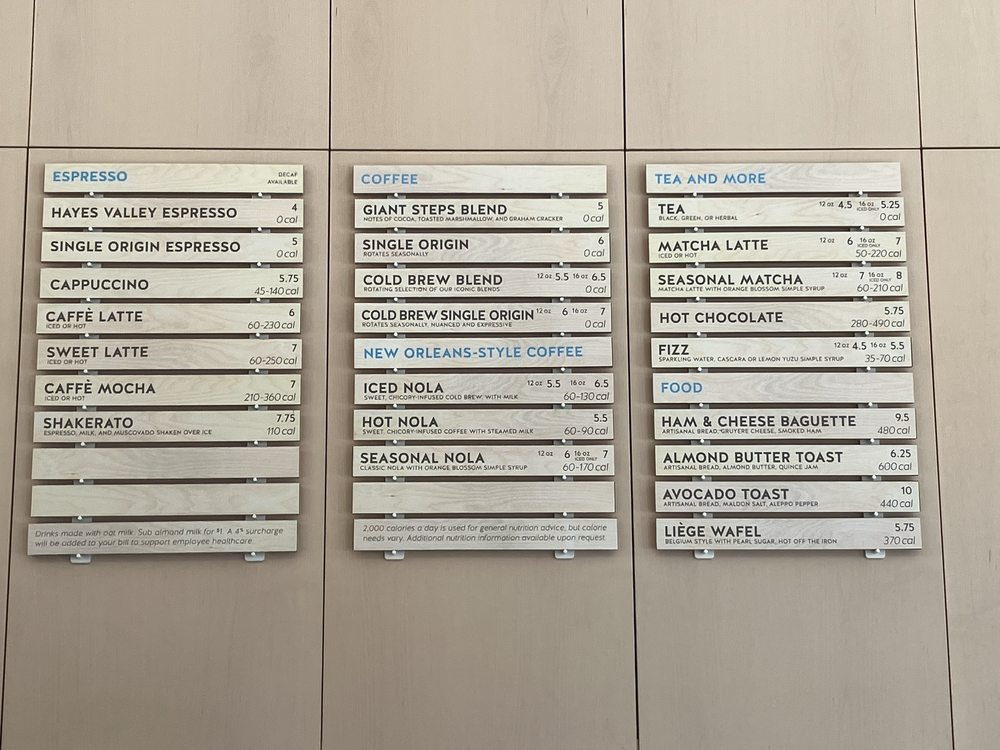 ESPRESSO DECAF AVAILABLE
HAYES VALLEY ESPRESSO 4
0 cal
SINGLE ORIGIN ESPRESSO 5
0 cal
CAPPUCCINO 5.75
45-140 cal
CAFFÈ LATTE 6
ICED OR HOT 60-230 cal
SWEET LATTE 7
ICED OR HOT 60-250 cal
CAFFÈ MOCHA 7
ICED OR HOT 210-360 cal
SHAKERATO 7.75
ESPRESSO, MILK, AND MUSCOVADO SHAKEN OVER ICE 110 cal
Drinks made with oat milk. Sub almond milk for $1. A 4% surcharge
will be added to your bill to support employee healthcare.
COFFEE
GIANT STEPS BLEND 5
NOTES OF COCOA, TOASTED MARSHMALLOW, AND GRAHAM CRACKER 0 cal
SINGLE ORIGIN 6
ROTATES SEASONALLY 0 cal
COLD BREW BLEND 12 oz 5.5 16 oz 6.5
ROTATING SELECTION OF OUR ICONIC BLENDS 0 cal
COLD BREW SINGLE ORIGIN 12 oz 6 16 oz 7
ROTATES SEASONALLY, NUANCED AND EXPRESSIVE 0 cal
NEW ORLEANS-STYLE COFFEE
ICED NOLA 12 oz 5.5 16 oz 6.5
SWEET, CHICORY-INFUSED COLD BREW, WITH MILK 60-130 cal
HOT NOLA 5.5
SWEET, CHICORY-INFUSED COFFEE WITH STEAMED MILK 60-90 cal
SEASONAL NOLA 12 oz 6 16 oz ICED ONLY 7
CLASSIC NOLA WITH ORANGE BLOSSOM SIMPLE SYRUP 60-170 cal
2,000 calories a day is used for general nutrition advice, but calorie
needs vary. Additional nutrition information available upon request
TEA AND MORE
TEA 12 oz 4.5 16 oz ICED ONLY 5.25
BLACK, GREEN, OR HERBAL 0 cal
MATCHA LATTE 12 oz 6 16 oz ICED ONLY 7
ICED OR HOT 50-220 cal
SEASONAL MATCHA 12 oz 7 16 oz ICED ONLY 8
MATCHA LATTE WITH ORANGE BLOSSOM SIMPLE SYRUP 60-210 cal
HOT CHOCOLATE 5.75
280-490 cal
FIZZ 12 oz 4.5 16 oz 5.5
SPARKLING WATER, CASCARA OR LEMON YUZU SIMPLE SYRUP 35-70 cal
FOOD
HAM & CHEESE BAGUETTE 9.5
ARTISANAL BREAD, GRUYERE CHEESE, SMOKED HAM 480 cal
ALMOND BUTTER TOAST 6.25
ARTISANAL BREAD, ALMOND BUTTER, QUINCE JAM 600 cal
AVOCADO TOAST 10
ARTISANAL BREAD, MALDON SALT, ALEPPO PEPPER 440 cal
LIÈGE WAFEL 5.75
BELGIUM STYLE WITH PEARL SUGAR, HOT OFF THE IRON 370 cal